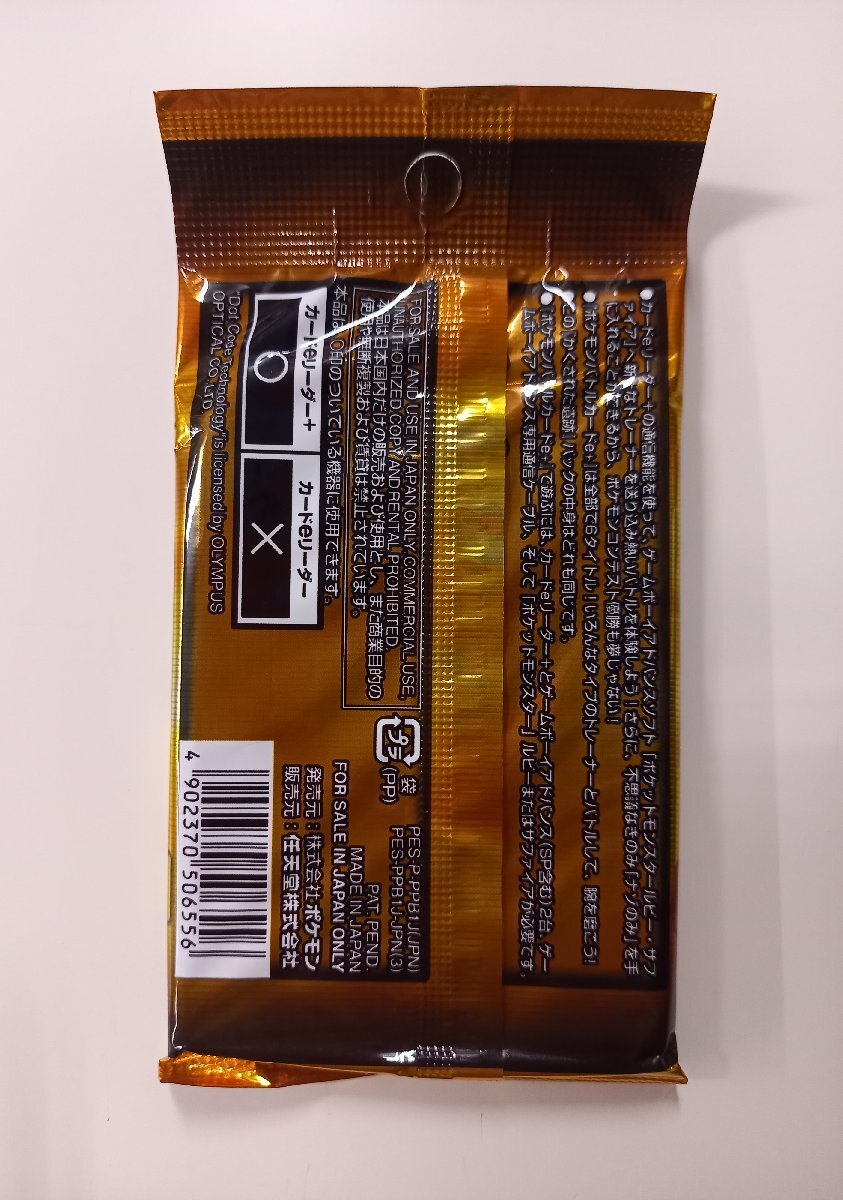 ●カードeリーダー+の通信機能を使って、ゲームボーイアドバンスソフト「ポケットモンスタールビー・サファ
イア」へ新たなトレーナーを送り込み熱いバトルを体験しよう!さらに、不思議なきのみ「ナゾのみ」を手
に入れることができるから、ポケモンコンテスト優勝も夢じゃない!
●ポケモンバトルカードe+は全部で6タイトル!いろんなタイプのトレーナーとバトルして、腕を磨こう!
どの「かくされた遺跡」パックの中身はどれも同じです。
●「ポケモンバトルカードe+」で遊ぶには、カードeリーダー+とゲームボーイアドバンス(SP含む)2台、ゲー
ムボーイアドバンス専用通信ケーブル、そして「ポケットモンスター」ルビーまたはサファイアが必要です。
FOR SALE AND USE IN JAPAN ONLY. COMMERCIAL USE,
UNAUTHORIZED COPY AND RENTAL PROHIBITED.
本品は日本国内だけの販売および使用とし、また商業目的の
使用や無断複製および賃貸は禁止されています。
本品は、○印のついている機器に使用できます。
カードeリーダー+
カードeリーダー
○
×
"Dot Code Technology" is licensed by OLYMPUS
OPTICAL CO., LTD
プラ
袋
(PP)
PES-P-PPB1J(JPN)
PES-PPB1J-JPN(3)
PAT. PEND.
MADE IN JAPAN
FOR SALE IN JAPAN ONLY
発売元:株式会社ポケモン
販売元:任天堂株式会社
4 902370 506556